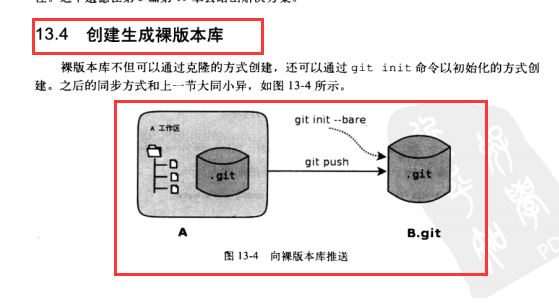 13.4 创建生成裸版本库
裸版本库不但可以通过克隆的方式创建，还可以通过 git init 命令以初始化的方式创
建。之后的同步方式和上一节大同小异，如图 13-4 所示。
git init --bare
A 工作区
.git
git push
.git
A
B.git
图 13-4 向裸版本库推送
PD